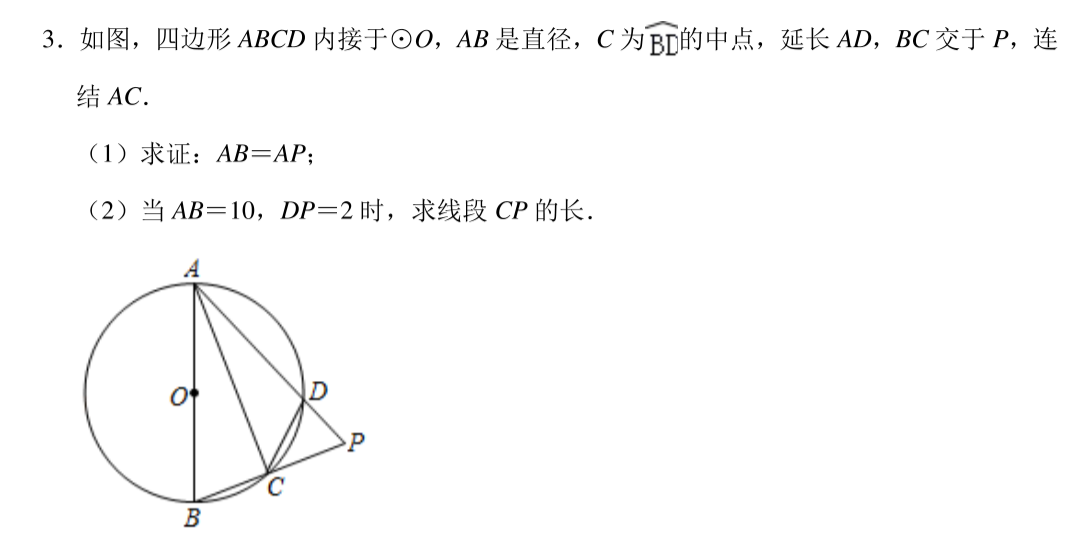 3．如图，四边形 ABCD 内接于⊙O，AB 是直径，C 为BD的中点，延长 AD，BC 交于 P，连
结 AC．
（1）求证：AB＝AP；
（2）当 AB＝10，DP＝2 时，求线段 CP 的长．
A
O
D
P
C
B